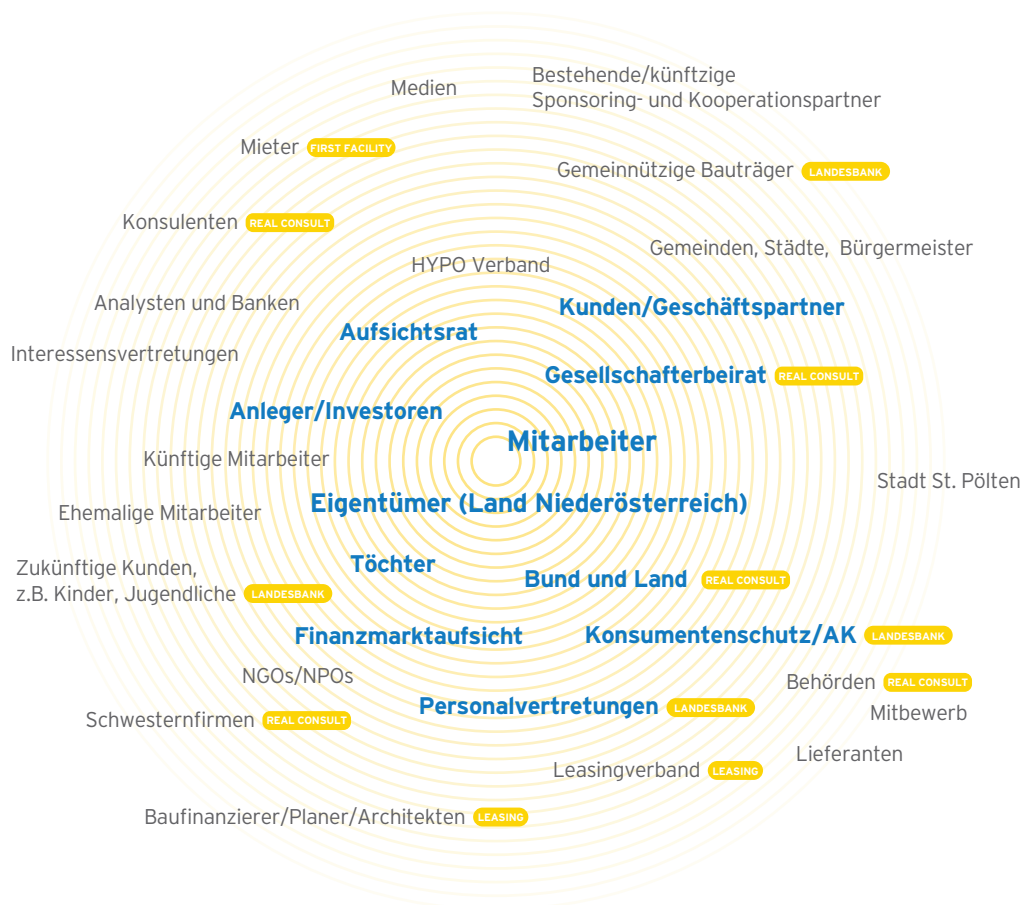 Medien
Bestehende/künftzige
Sponsoring- und Kooperationspartner
Mieter FIRST FACILITY
Gemeinnützige Bauträger LANDESBANK
Konsulenten REAL CONSULT
Gemeinden, Städte, Bürgermeister
HYPO Verband
Analysten und Banken
Kunden/Geschäftspartner
Aufsichtsrat
Interessensvertretungen
Gesellschafterbeirat REAL CONSULT
Anleger/Investoren
Mitarbeiter
Künftige Mitarbeiter
Stadt St. Pölten
Eigentümer (Land Niederösterreich)
Ehemalige Mitarbeiter
Töchter
Zukünftige Kunden,
z.B. Kinder, Jugendliche LANDESBANK
Bund und Land REAL CONSULT
Finanzmarktaufsicht
Konsumentenschutz/AK LANDESBANK
NGOs/NPOs
Behörden REAL CONSULT
Personalvertretungen LANDESBANK
Mitbewerb
Schwesternfirmen REAL CONSULT
Lieferanten
Leasingverband LEASING
Baufinanzierer/Planer/Architekten LEASING